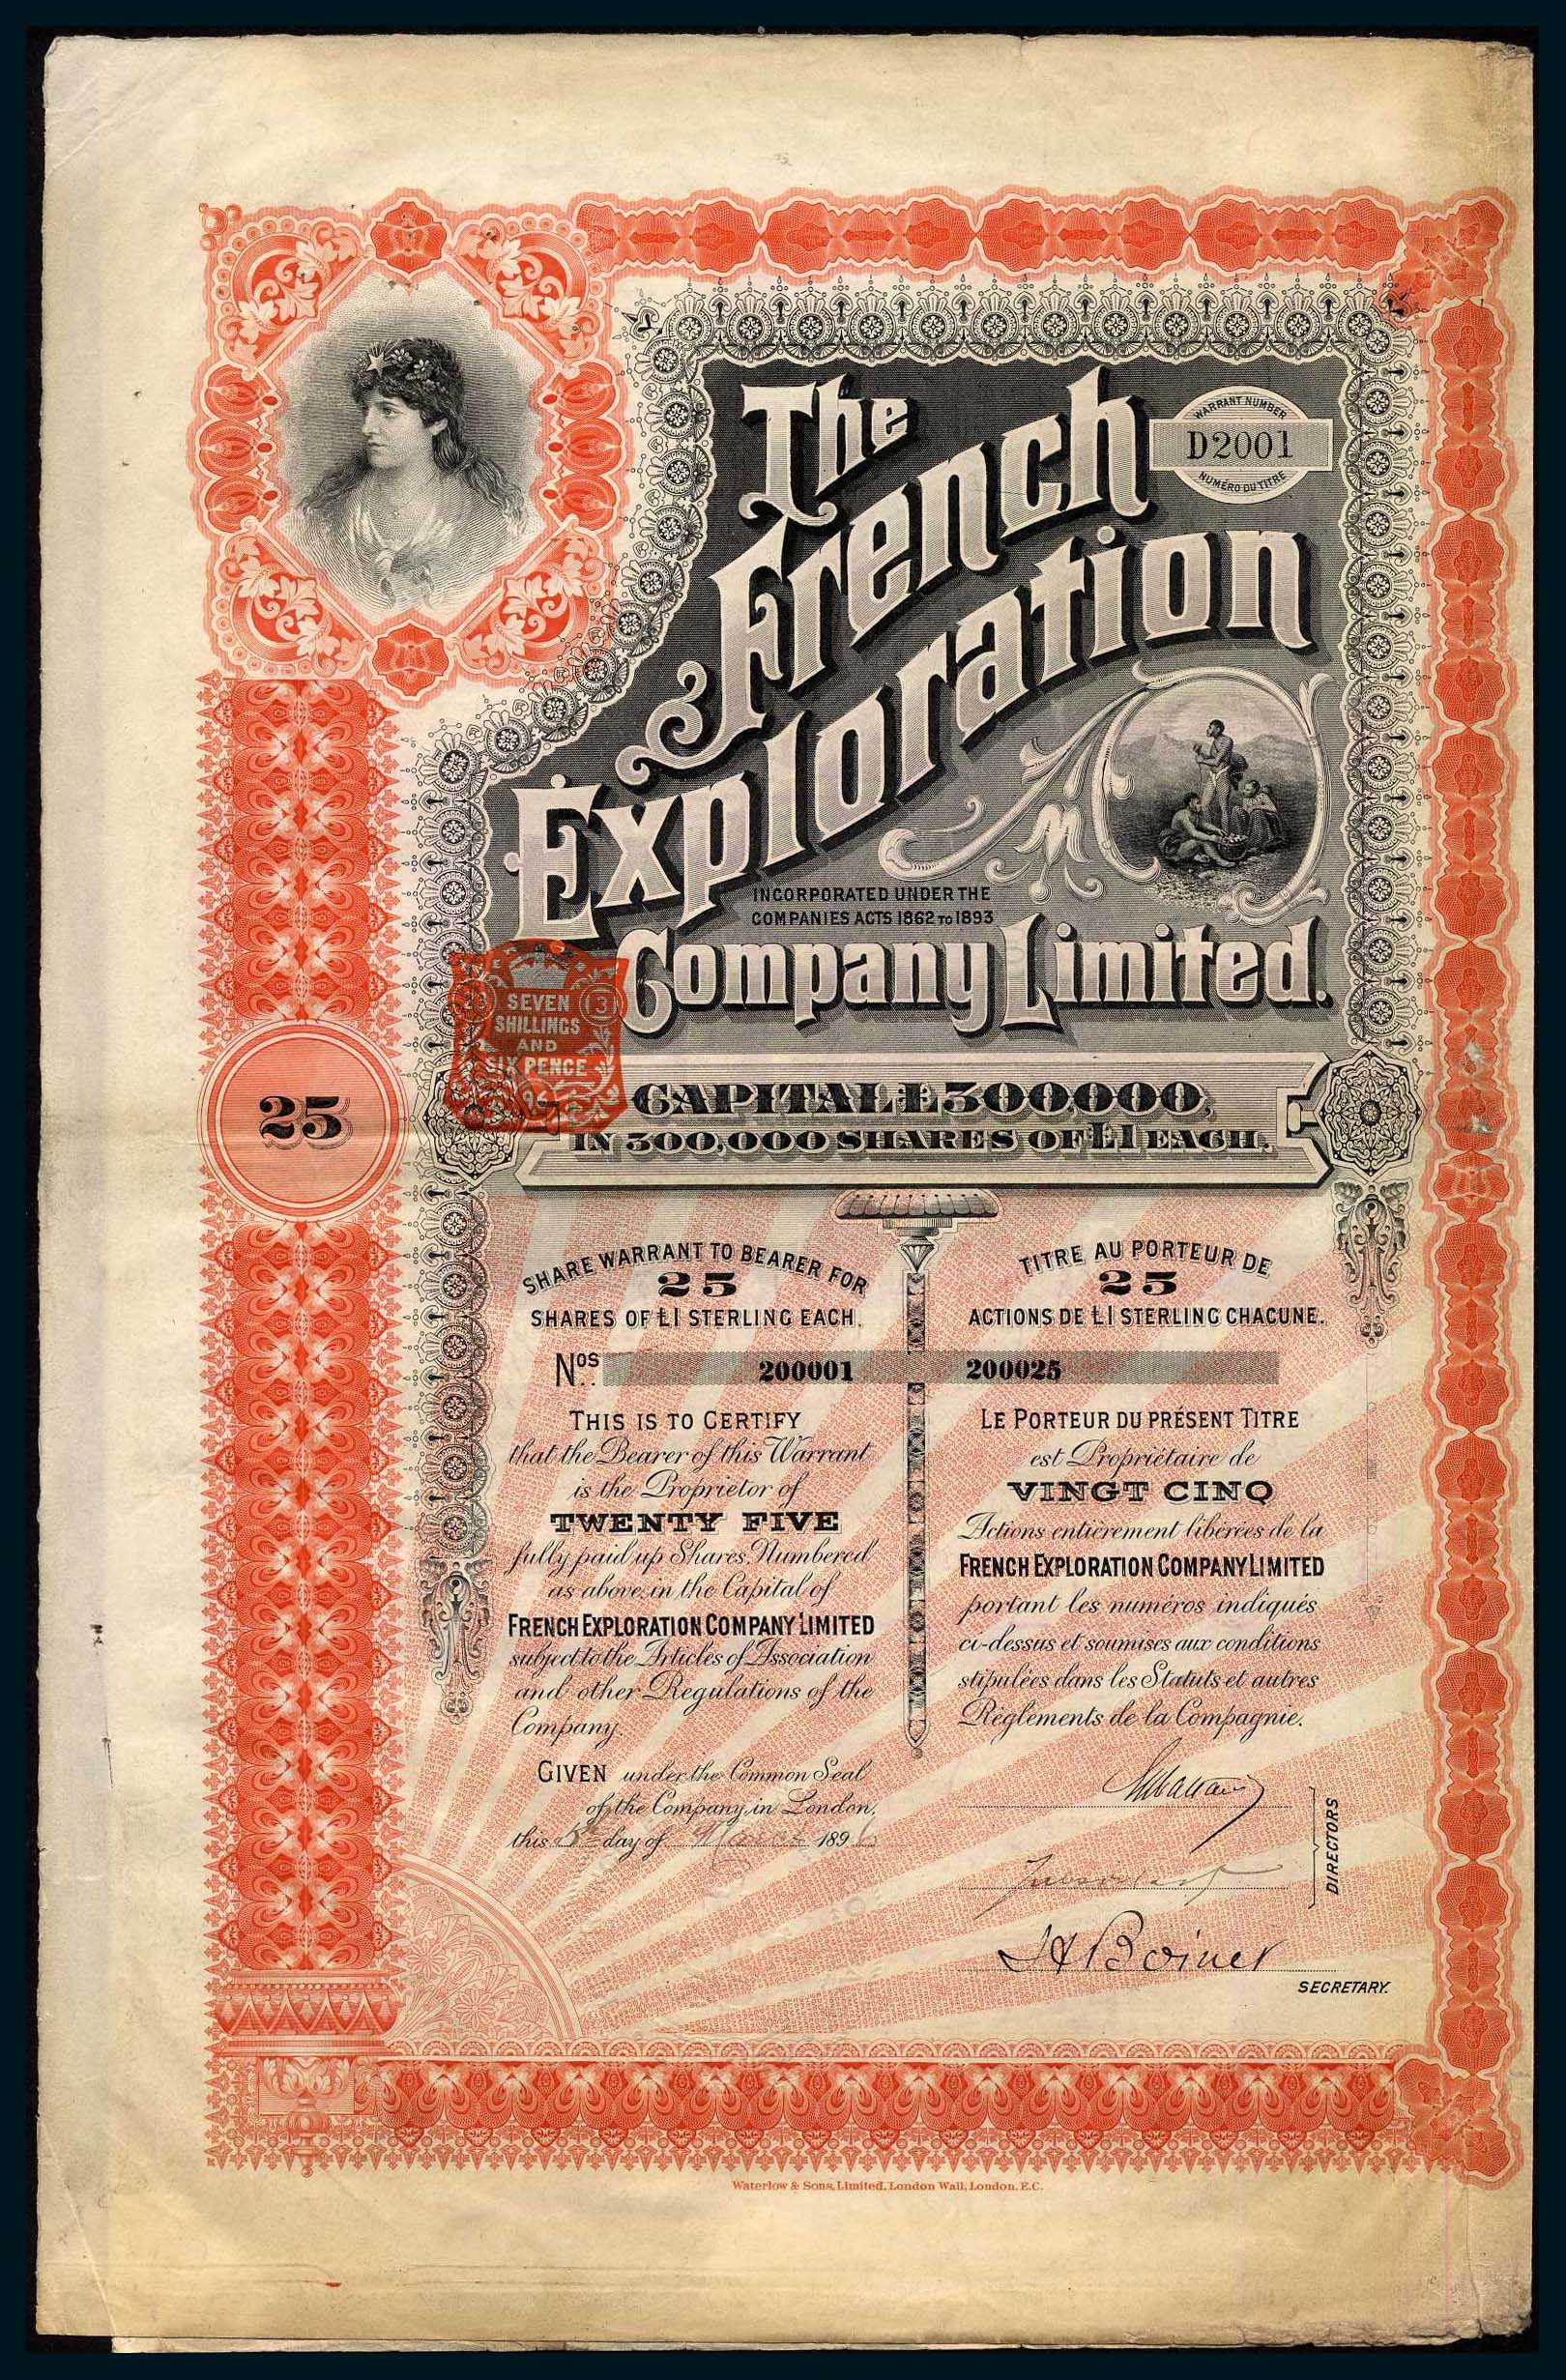 The
French
Exploration
WARRANT NUMBER
D2001
NUMÉRO DU TITRE
INCORPORATED UNDER THE
COMPANIES ACTS 1862 TO 1893
Company Limited.
SEVEN
SHILLINGS
AND
SIX PENCE
25
CAPITAL £300,000,
IN 300,000 SHARES OF £1 EACH.
SHARE WARRANT TO BEARER FOR
25
SHARES OF £1 STERLING EACH.
TITRE AU PORTEUR DE
25
ACTIONS DE £1 STERLING CHACUNE.
Nos. 200001 200025
THIS IS TO CERTIFY
that the Bearer of this Warrant
is the Proprietor of
TWENTY FIVE
fully paid up Shares, Numbered
as above, in the Capital of
FRENCH EXPLORATION COMPANY LIMITED
subject to the Articles of Association
and other Regulations of the
Company.
GIVEN under the Common Seal
of the Company, in London,
this 5th day of March 1896
LE PORTEUR DU PRÉSENT TITRE
est Propriétaire de
VINGT CINQ
Actions entièrement libérées de la
FRENCH EXPLORATION COMPANY LIMITED
portant les numéros indiqués
ci-dessus et soumises aux conditions
stipulées dans les Statuts et autres
Règlements de la Compagnie.
DIRECTORS
SECRETARY.
Waterlow & Sons, Limited, London Wall, London, E.C.